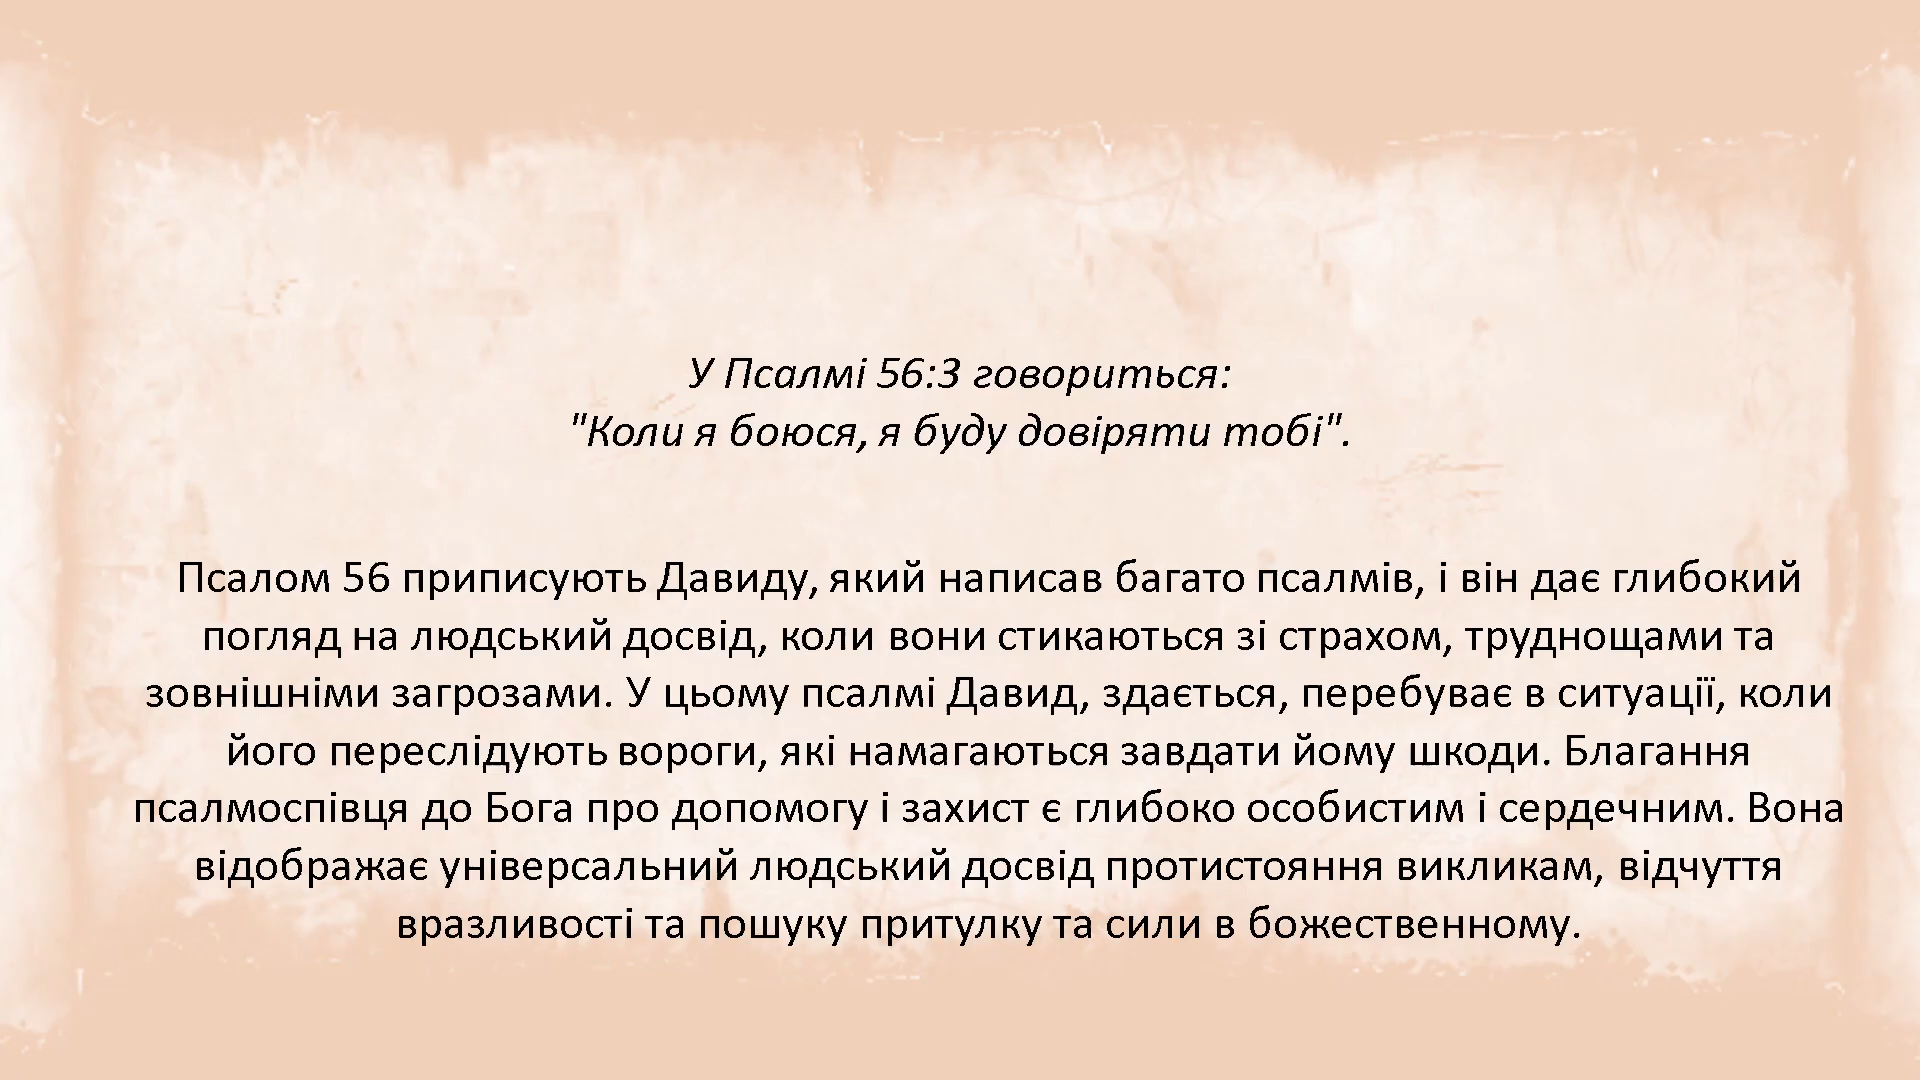 У Псалмі 56:3 говориться:
"Коли я боюся, я буду довіряти тобі".
Псалом 56 приписують Давиду, який написав багато псалмів, і він дає глибокий
погляд на людський досвід, коли вони стикаються зі страхом, труднощами та
зовнішніми загрозами. У цьому псалмі Давид, здається, перебуває в ситуації, коли
його переслідують вороги, які намагаються завдати йому шкоди. Благання
псалмоспівця до Бога про допомогу і захист є глибоко особистим і сердечним. Вона
відображає універсальний людський досвід протистояння викликам, відчуття
вразливості та пошуку притулку та сили в божественному.